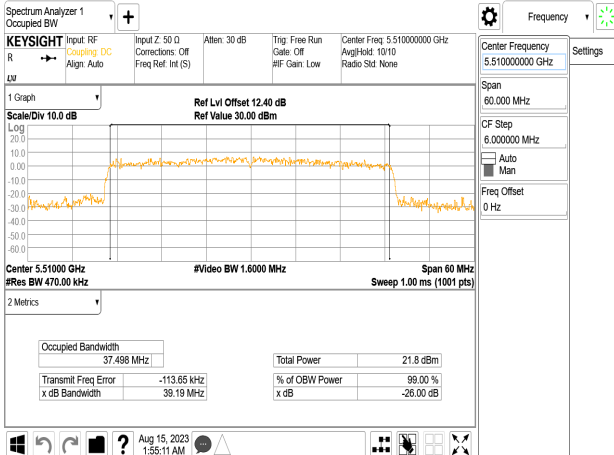 Spectrum Analyzer 1
Occupied BW
Frequency
KEYSIGHT
R
LXI
Input: RF
Coupling: DC
Align: Auto
Input Z: 50 Ω
Corrections: Off
Freq Ref: Int (S)
Atten: 30 dB
Trig: Free Run
Gate: Off
#IF Gain: Low
Center Freq: 5.510000000 GHz
Avg|Hold: 10/10
Radio Std: None
Center Frequency
5.510000000 GHz
Settings
Span
60.000 MHz
CF Step
6.000000 MHz
Auto
Man
Freq Offset
0 Hz
1 Graph
Ref Lvl Offset 12.40 dB
Scale/Div 10.0 dB
Ref Value 30.00 dBm
Log
20.0
10.0
0.00
-10.0
-20.0
-30.0
-40.0
-50.0
-60.0
Center 5.51000 GHz
#Video BW 1.6000 MHz
Span 60 MHz
#Res BW 470.00 kHz
Sweep 1.00 ms (1001 pts)
2 Metrics
Occupied Bandwidth
37.498 MHz
Total Power 21.8 dBm
Transmit Freq Error -113.65 kHz
% of OBW Power 99.00 %
x dB Bandwidth 39.19 MHz
x dB -26.00 dB
?
Aug 15, 2023
1:55:11 AM